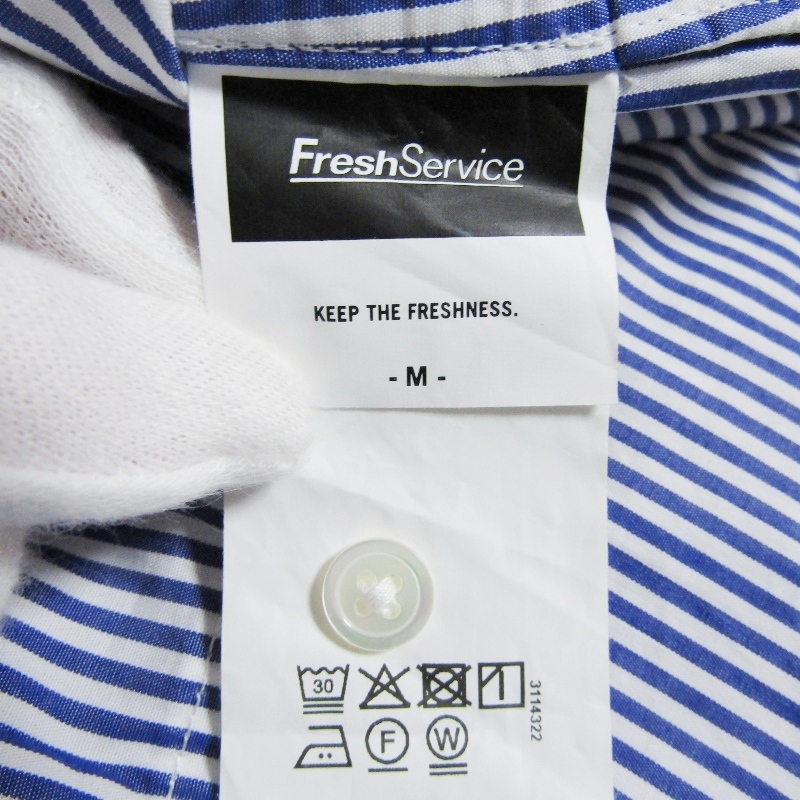 FreshService
KEEP THE FRESHNESS.
- M -
30
3114322
F W